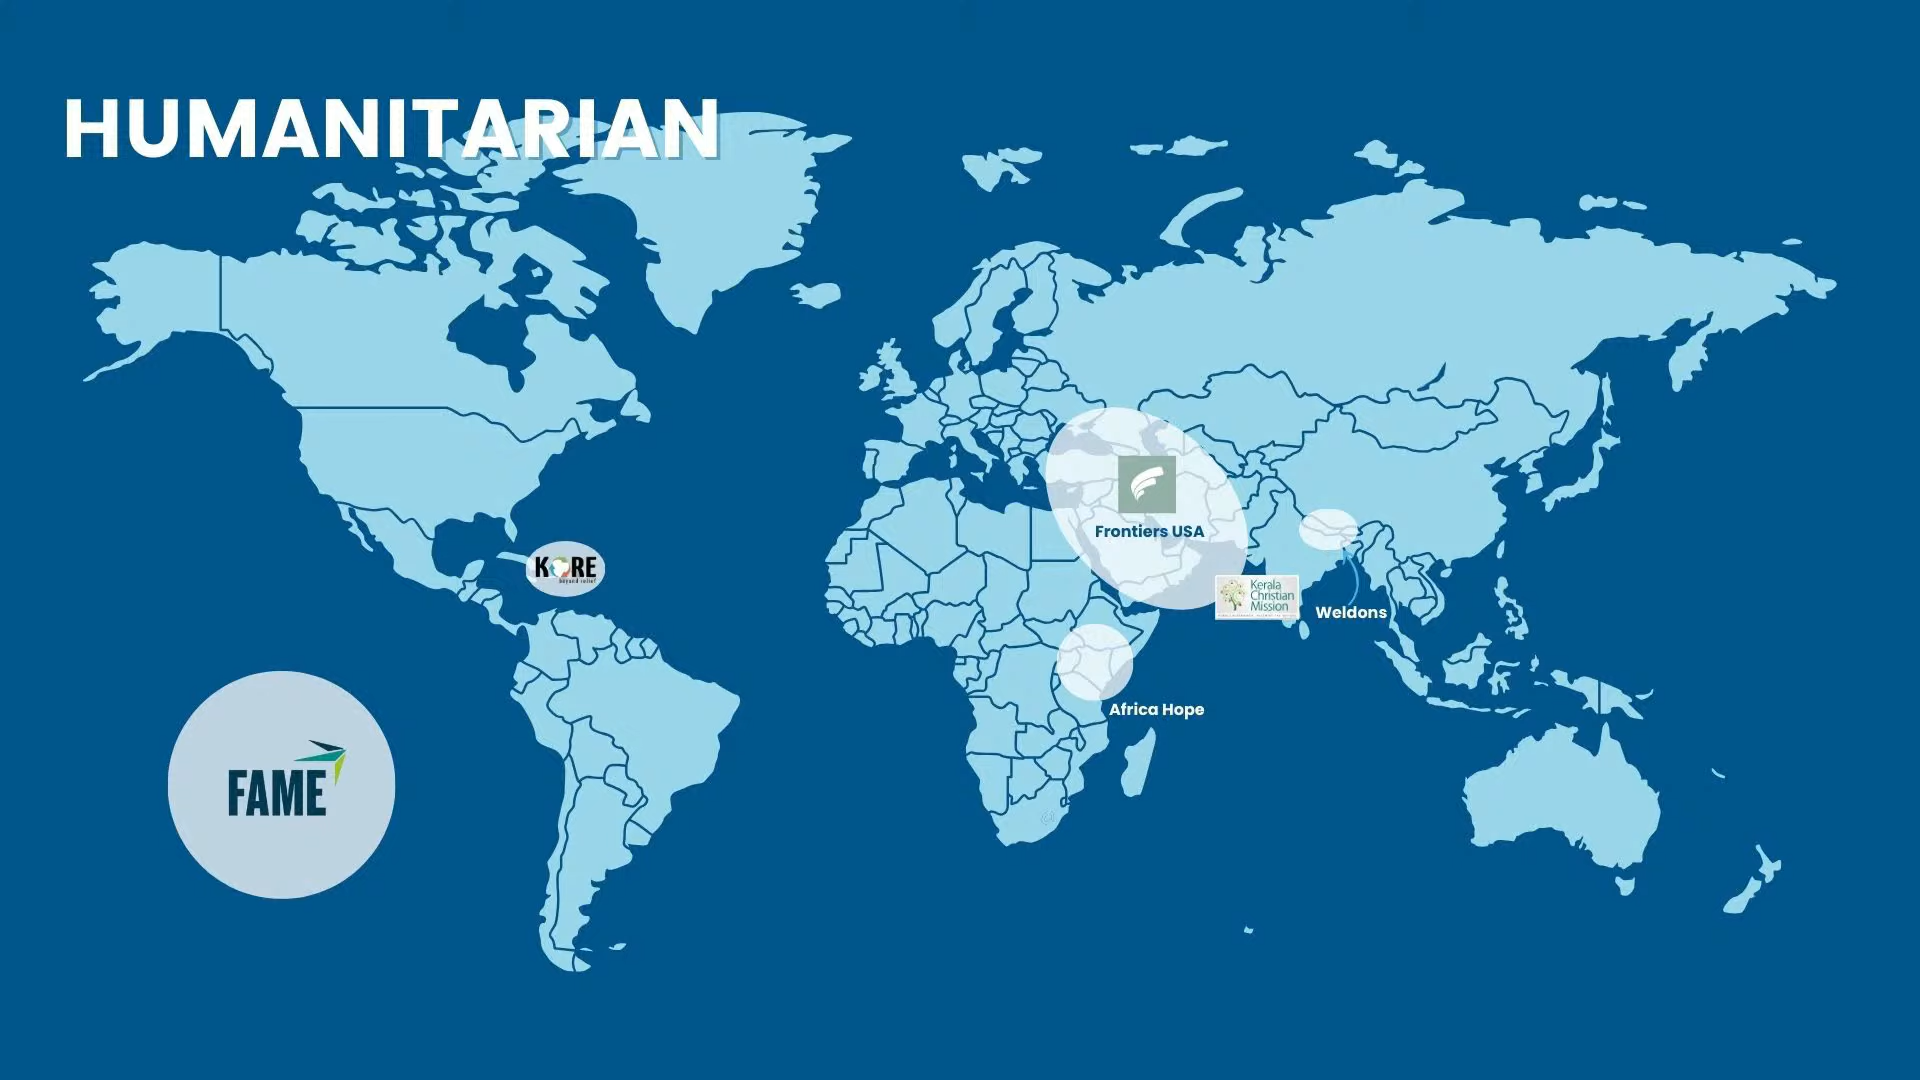 HUMANITARIAN
Frontiers USA
KORE
beyond relief
Kerala
Christian
Mission
Weldons
Africa Hope
FAME